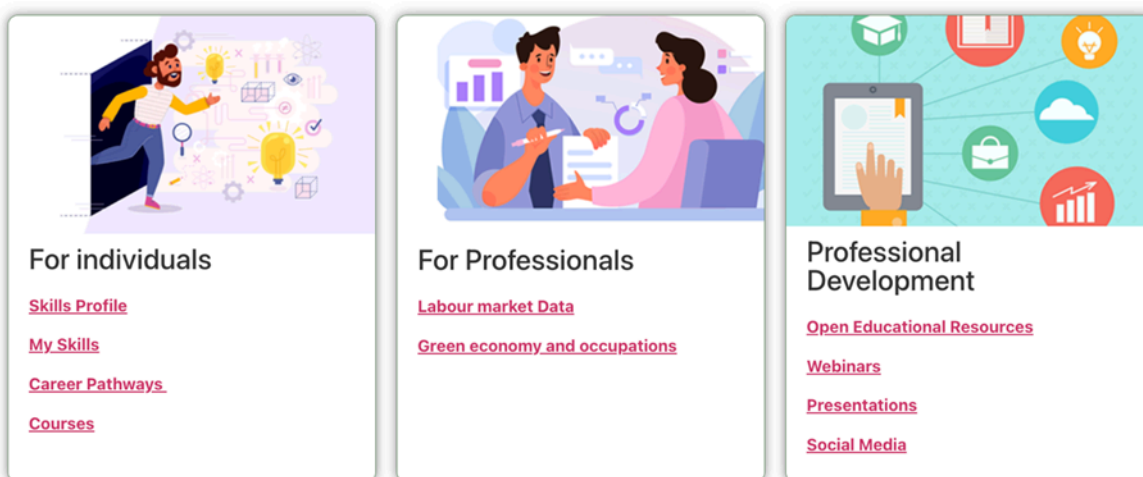 For individuals
Skills Profile
My Skills
Career Pathways
Courses
For Professionals
Labour market Data
Green economy and occupations
Professional
Development
Open Educational Resources
Webinars
Presentations
Social Media